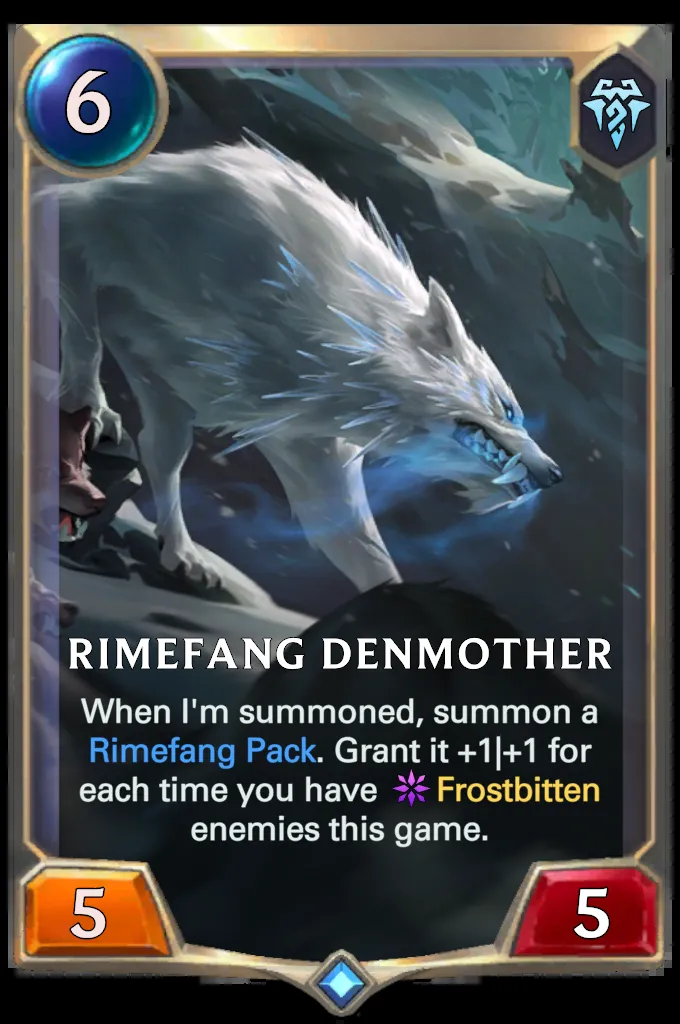 6
RIMEFANG DENMOTHER
When I'm summoned, summon a
Rimefang Pack. Grant it +1|+1 for
each time you have Frostbitten
enemies this game.
5
5